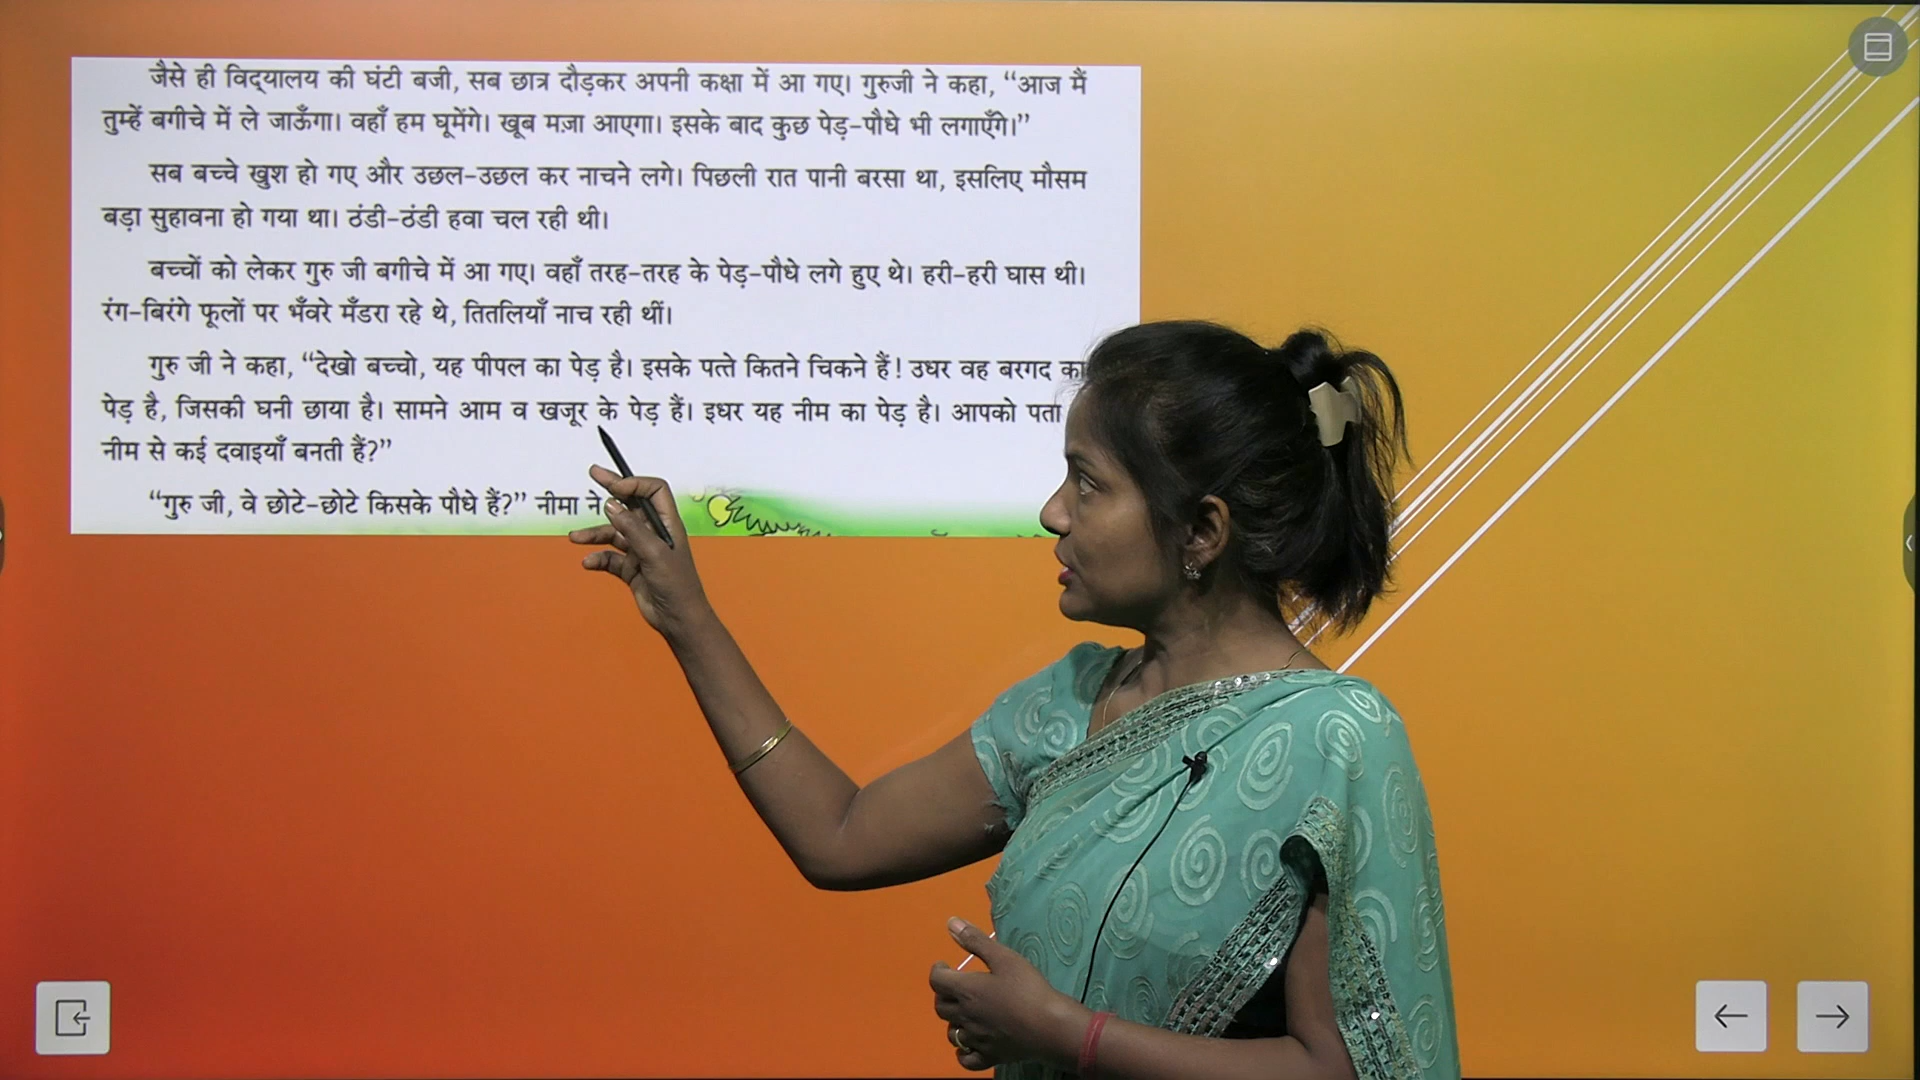 जैसे ही विद्‌यालय की घंटी बजी, सब छात्र दौड़कर अपनी कक्षा में आ गए। गुरुजी ने कहा, “आज मैं
तुम्हें बगीचे में ले जाऊँगा। वहाँ हम घूमेंगे। खूब मज़ा आएगा। इसके बाद कुछ पेड़-पौधे भी लगाएँगे।”
सब बच्चे खुश हो गए और उछल-उछल कर नाचने लगे। पिछली रात पानी बरसा था, इसलिए मौसम
बड़ा सुहावना हो गया था। ठंडी-ठंडी हवा चल रही थी।
बच्चों को लेकर गुरु जी बगीचे में आ गए। वहाँ तरह-तरह के पेड़-पौधे लगे हुए थे। हरी-हरी घास थी।
रंग-बिरंगे फूलों पर भँवरे मँडरा रहे थे, तितलियाँ नाच रही थीं।
गुरु जी ने कहा, “देखो बच्चो, यह पीपल का पेड़ है। इसके पत्ते कितने चिकने हैं! उधर वह बरगद का
पेड़ है, जिसकी घनी छाया है। सामने आम व खजूर के पेड़ हैं। इधर यह नीम का पेड़ है। आपको पता
नीम से कई दवाइयाँ बनती हैं?”
“गुरु जी, वे छोटे-छोटे किसके पौधे हैं?” नीमा ने